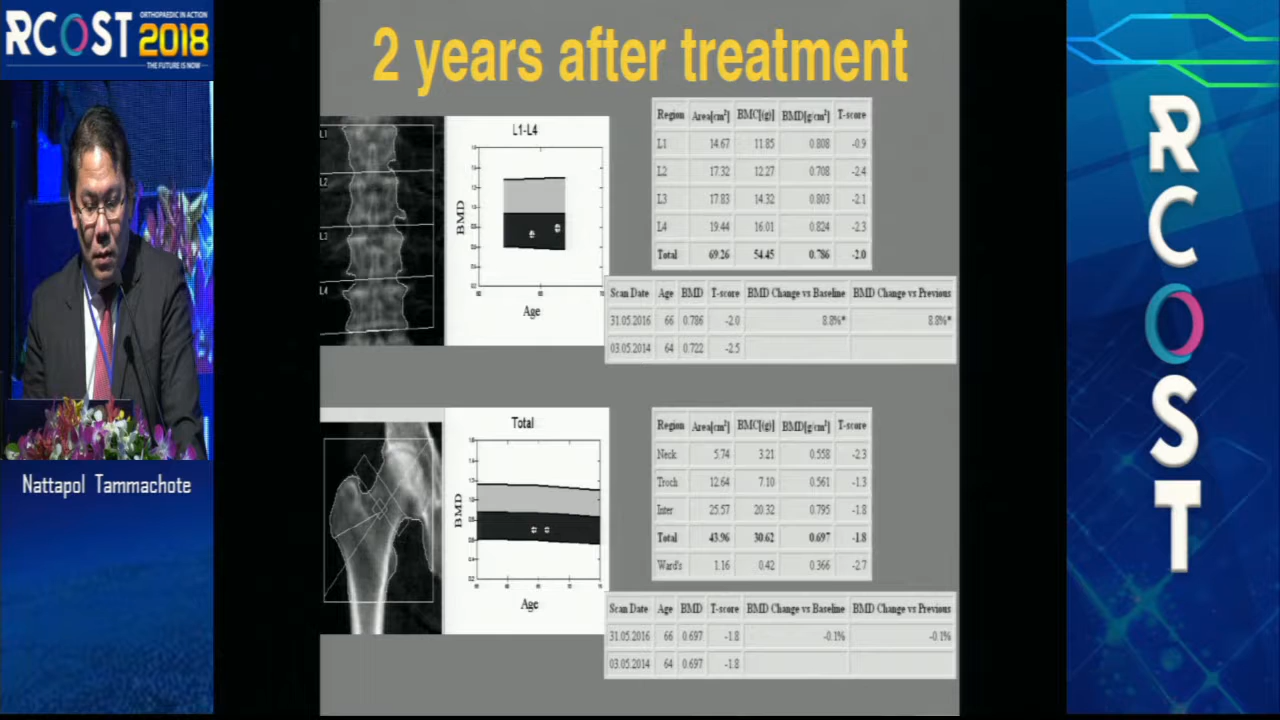 ORTHOPAEDIC IN ACTION
RCOST 2018
THE FUTURE IS NOW
Nattapol Tammachote
2 years after treatment
L1
L2
L3
L4
L1-L4
BMD
Age
Region Area[cm²] BMC[(g)] BMD[g/cm²] T-score
L1 14.67 11.85 0.808 -0.9
L2 17.32 12.27 0.708 -2.4
L3 17.83 14.32 0.803 -2.1
L4 19.44 16.01 0.824 -2.3
Total 69.26 54.45 0.786 -2.0
Scan Date Age BMD T-score BMD Change vs Baseline BMD Change vs Previous
31.05.2016 66 0.786 -2.0 8.8%* 8.8%*
03.05.2014 64 0.722 -2.5
Total
BMD
Age
Region Area[cm²] BMC[(g)] BMD[g/cm²] T-score
Neck 5.74 3.21 0.558 -2.3
Troch 12.64 7.10 0.561 -1.3
Inter 25.57 20.32 0.795 -1.8
Total 43.96 30.62 0.697 -1.8
Ward's 1.16 0.42 0.366 -2.7
Scan Date Age BMD T-score BMD Change vs Baseline BMD Change vs Previous
31.05.2016 66 0.697 -1.8 -0.1% -0.1%
03.05.2014 64 0.697 -1.8
RCOST